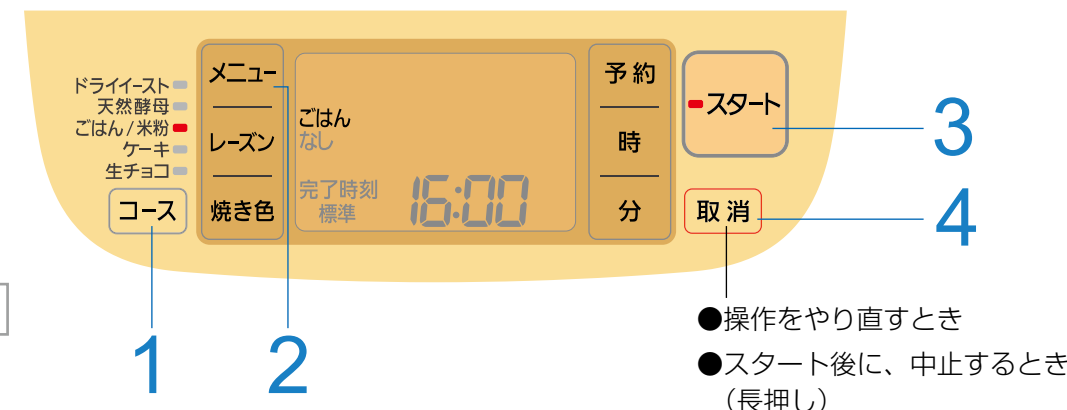 ドライイースト
天然酵母
ごはん/米粉
ケーキ
生チョコ
コース
メニュー
レーズン
焼き色
ごはん
なし
完了時刻
標準
16:00
予約
時
分
スタート
取消
1
2
3
4
●操作をやり直すとき
●スタート後に、中止するとき
（長押し）